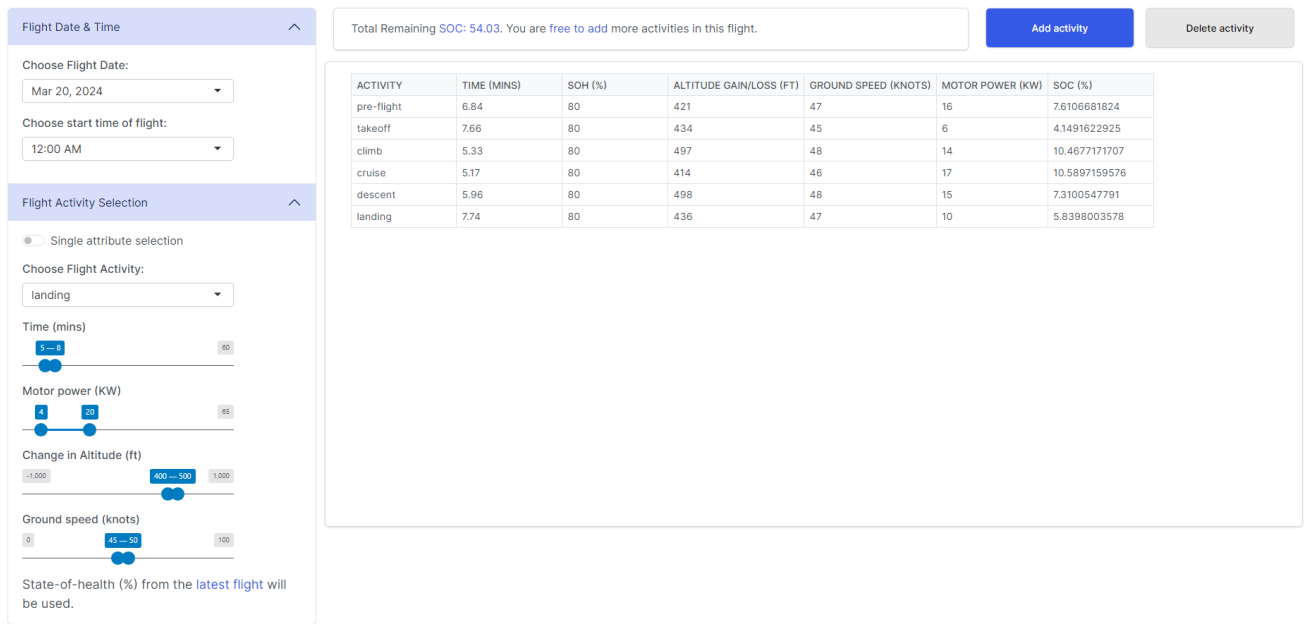 Flight Date & Time
Choose Flight Date:
Mar 20, 2024
Choose start time of flight:
12:00 AM
Flight Activity Selection
Single attribute selection
Choose Flight Activity:
landing
Time (mins)
5 — 8 60
Motor power (KW)
4 20 65
Change in Altitude (ft)
-1,000 400 — 500 1,000
Ground speed (knots)
0 45 — 50 100
State-of-health (%) from the latest flight will
be used.
Total Remaining SOC: 54.03. You are free to add more activities in this flight.
Add activity
Delete activity
ACTIVITY TIME (MINS) SOH (%) ALTITUDE GAIN/LOSS (FT) GROUND SPEED (KNOTS) MOTOR POWER (KW) SOC (%)
pre-flight 6.84 80 421 47 16 7.6106681824
takeoff 7.66 80 434 45 6 4.1491622925
climb 5.33 80 497 48 14 10.4677171707
cruise 5.17 80 414 46 17 10.5897159576
descent 5.96 80 498 48 15 7.3100547791
landing 7.74 80 436 47 10 5.8398003578